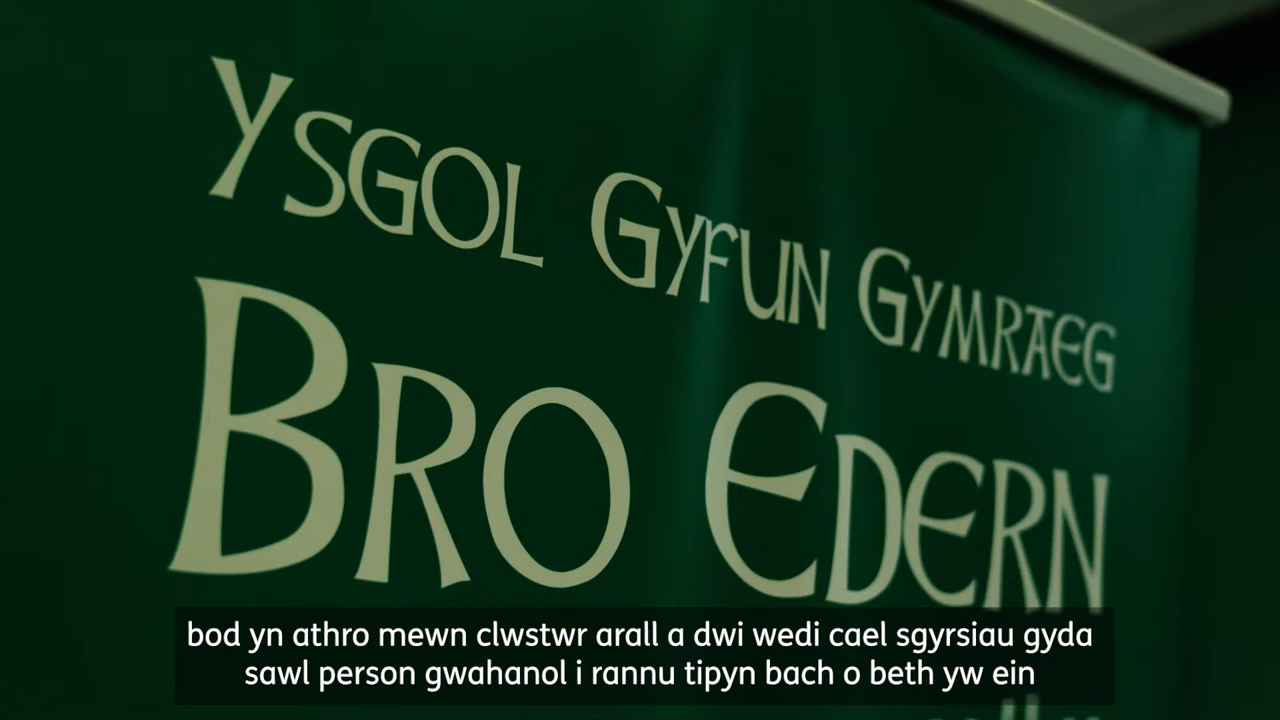 Ysgol Gyfun Gymraeg
Bro Edern
bod yn athro mewn clwstwr arall a dwi wedi cael sgyrsiau gyda
sawl person gwahanol i rannu tipyn bach o beth yw ein